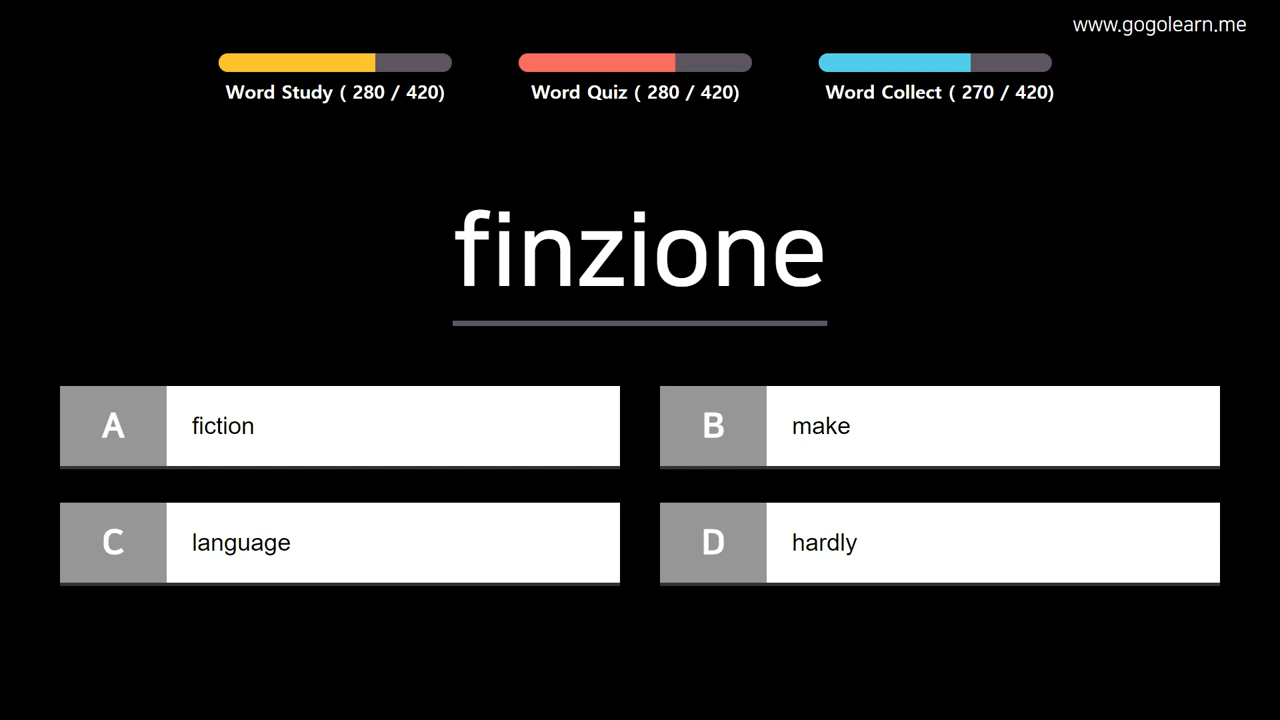 www.gogolearn.me
Word Study ( 280 / 420)
Word Quiz ( 280 / 420)
Word Collect ( 270 / 420)
finzione
A fiction
B make
C language
D hardly